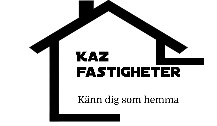 KAZ
FASTIGHETER
Känn dig som hemma